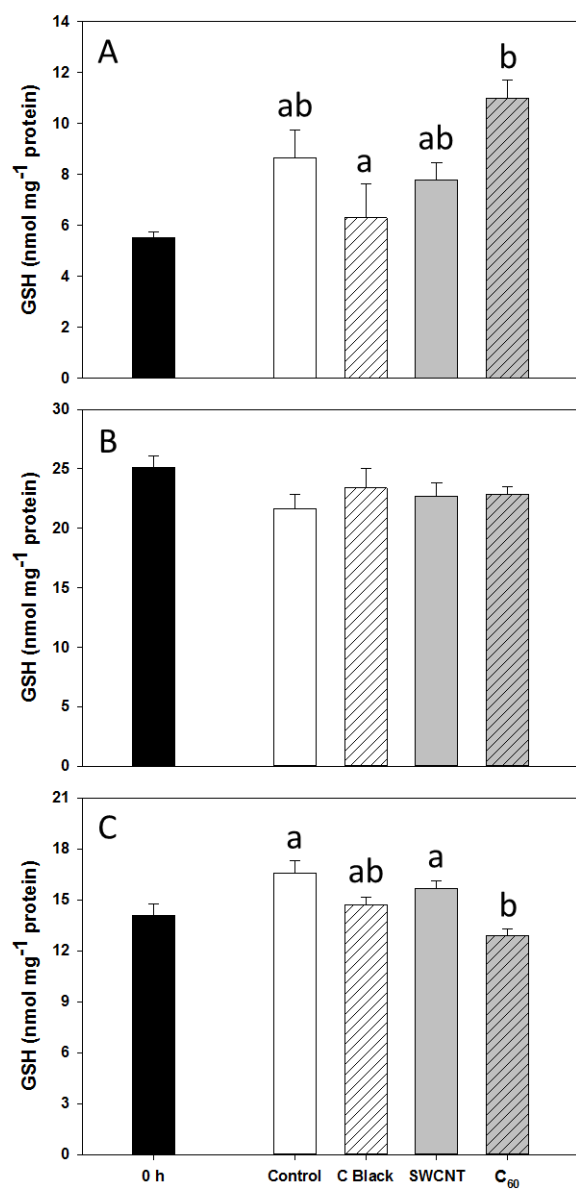 14
A
b
12
ab
10
ab
a
8
6
4
2
0
GSH (nmol mg⁻¹ protein)
30
B
25
20
15
10
5
0
GSH (nmol mg⁻¹ protein)
21
C
a
18
ab
a
b
15
12
9
6
3
0
GSH (nmol mg⁻¹ protein)
0 h Control C Black SWCNT C₆₀